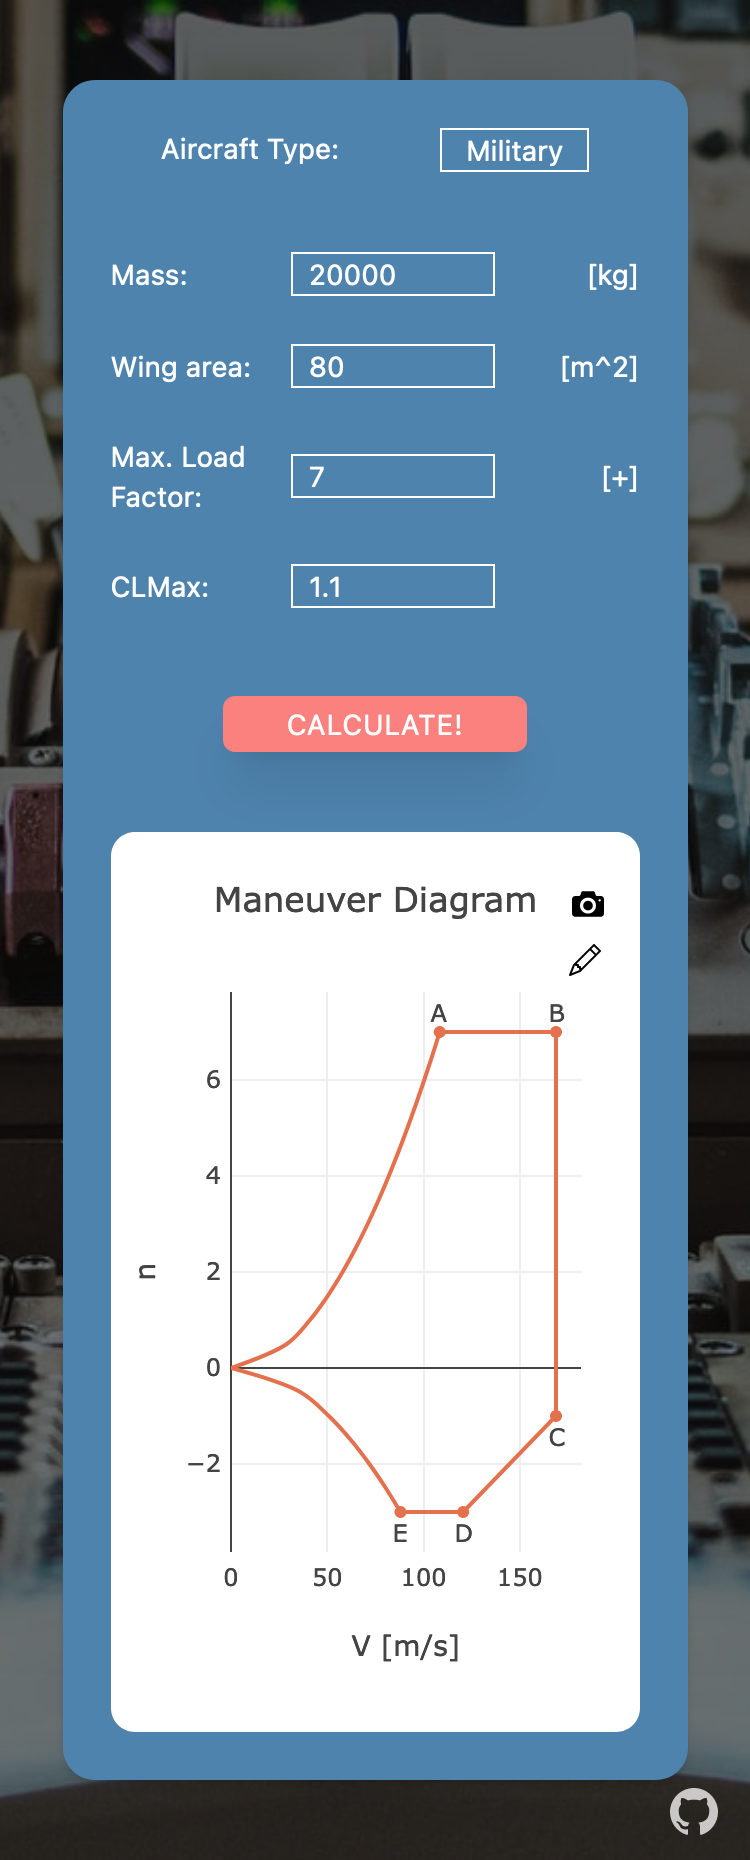 Aircraft Type: Military
Mass: 20000 [kg]
Wing area: 80 [m^2]
Max. Load
Factor: 7 [+]
CLMax: 1.1
CALCULATE!
Maneuver Diagram
A B
6
4
2
n
0
C
−2
E D
0 50 100 150
V [m/s]